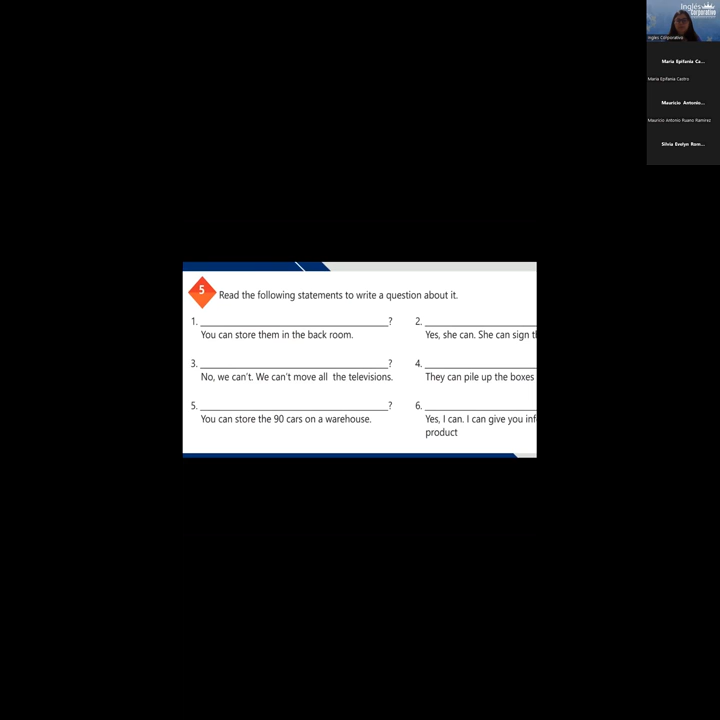 Inglés
Corporativo
Inglés Corporativo
Maria Epifania Ca...
Maria Epifania Castro
Mauricio Antonio...
Mauricio Antonio Ruano Ramirez
Silvia Evelyn Rom...
5
Read the following statements to write a question about it.
1. ?
You can store them in the back room.
2.
Yes, she can. She can sign
3. ?
No, we can't. We can't move all the televisions.
4.
They can pile up the boxes
5. ?
You can store the 90 cars on a warehouse.
6.
Yes, I can. I can give you inf
product